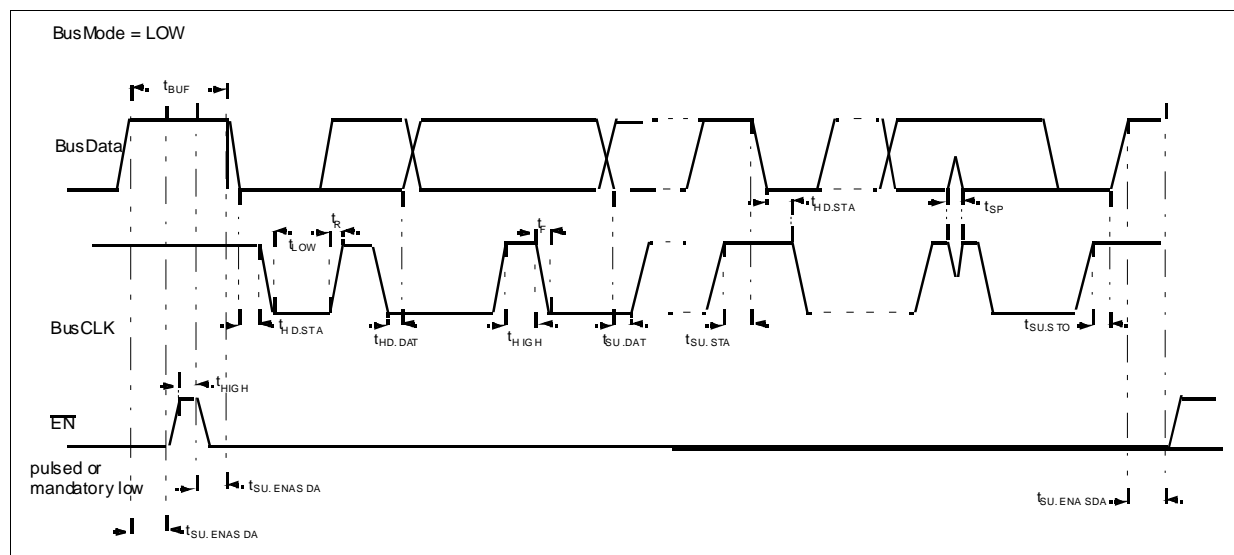 BusMode = LOW
tBUF
BusData
tHD.STA
tSP
tR
tLOW
tF
BusCLK
tHD.STA
tHD.DAT
tHIGH
tSU.DAT
tSU.STA
tSU.STO
tHIGH
EN
pulsed or
mandatory low
tSU.ENASDA
tSU.ENASDA
tSU.ENASDA